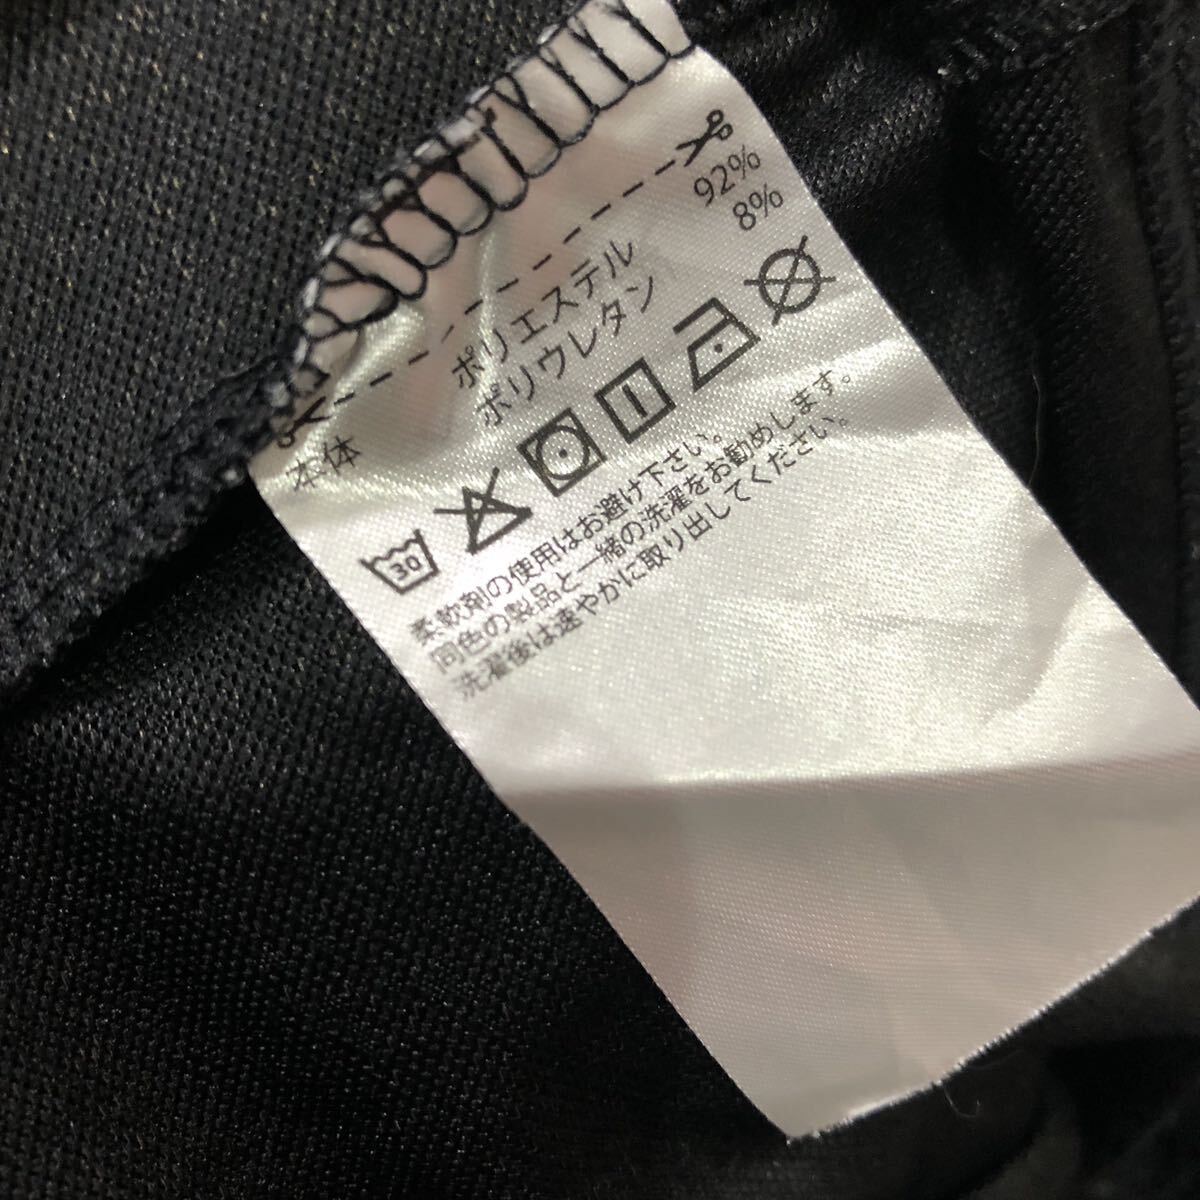 本体 ポリエステル 92%
ポリウレタン 8%
30
柔軟剤の使用はお避け下さい。
同色の製品と一緒の洗濯をお勧めします。
洗濯後は速やかに取り出してください。